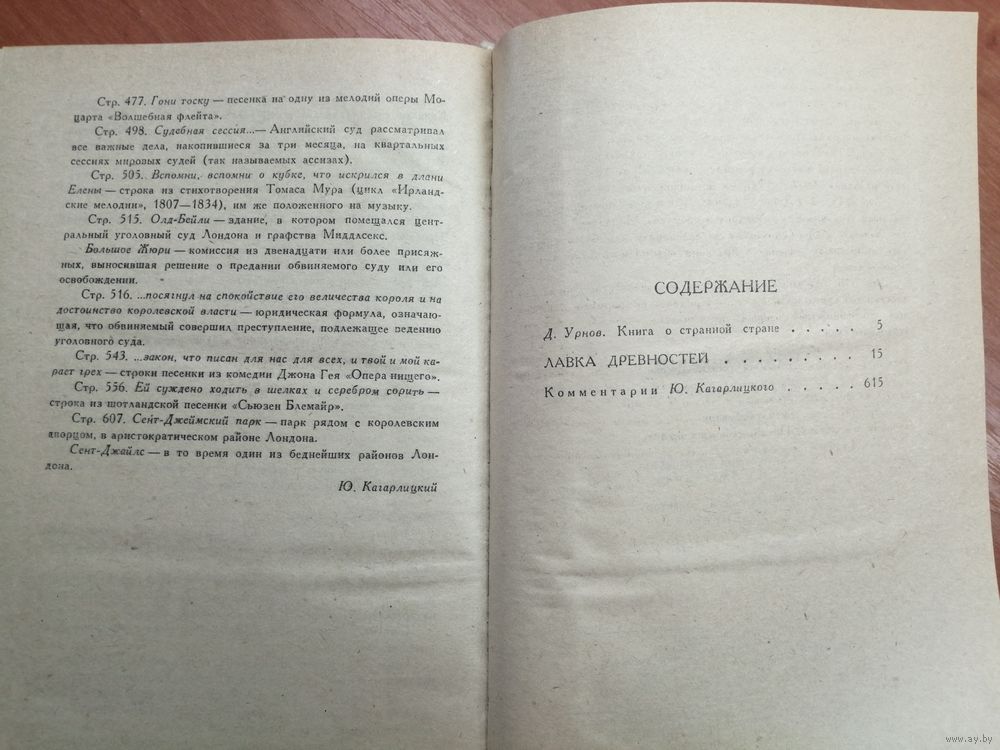 Стр. 477. Гони тоску — песенка на одну из мелодий оперы Мо-
царта «Волшебная флейта».
Стр. 498. Судебная сессия...— Английский суд рассматривал
все важные дела, накопившиеся за три месяца, на квартальных
сессиях мировых судей (так называемых ассизах).
Стр. 505. Вспомни, вспомни о кубке, что искрился в длани
Елены — строка из стихотворения Томаса Мура (цикл «Ирланд-
ские мелодии», 1807—1834), им же положенного на музыку.
Стр. 515. Олд-Бейли — здание, в котором помещался цент-
ральный уголовный суд Лондона и графства Миддлсекс.
Большое Жюри — комиссия из двенадцати или более присяж-
ных, выносившая решение о предании обвиняемого суду или его
освобождении.
Стр. 516. ...посягнул на спокойствие его величества короля и на
достоинство королевской власти — юридическая формула, означаю-
щая, что обвиняемый совершил преступление, подлежащее ведению
уголовного суда.
Стр. 543. ...закон, что писан для нас для всех, и твой и мой ка-
рает грех — строки песенки из комедии Джона Гея «Опера нищего».
Стр. 556. Ей суждено ходить в шелках и серебром сорить —
строка из шотландской песенки «Сьюзен Блемайр».
Стр. 607. Сент-Джеймский парк — парк рядом с королевским
дворцом, в аристократическом районе Лондона.
Сент-Джайлс — в то время один из беднейших районов Лон-
дона.
Ю. Кагарлицкий
СОДЕРЖАНИЕ
Д. Урнов. Книга о странной стране . . . . . 5
ЛАВКА ДРЕВНОСТЕЙ . . . . . . . . . 15
Комментарии Ю. Кагарлицкого . . . . . 615
www.ay.by